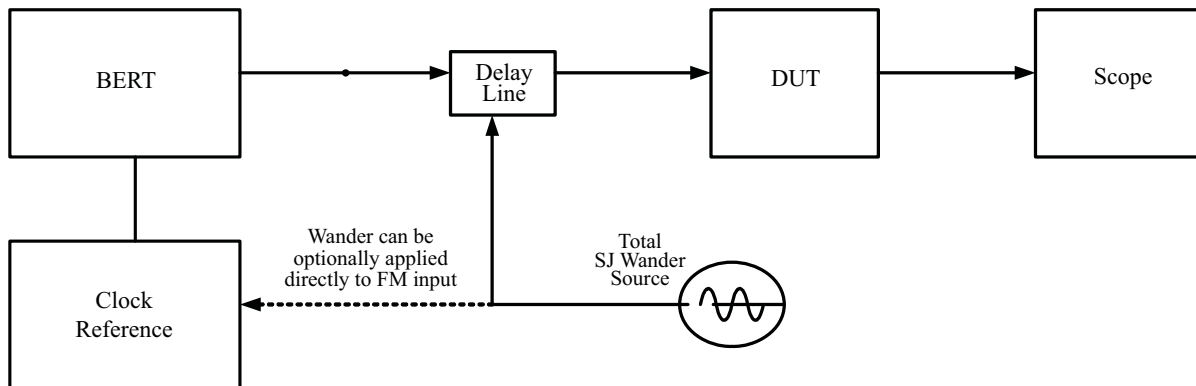 BERT
Delay
Line
DUT
Scope
Wander can be
optionally applied
directly to FM input
Total
SJ Wander
Source
Clock
Reference